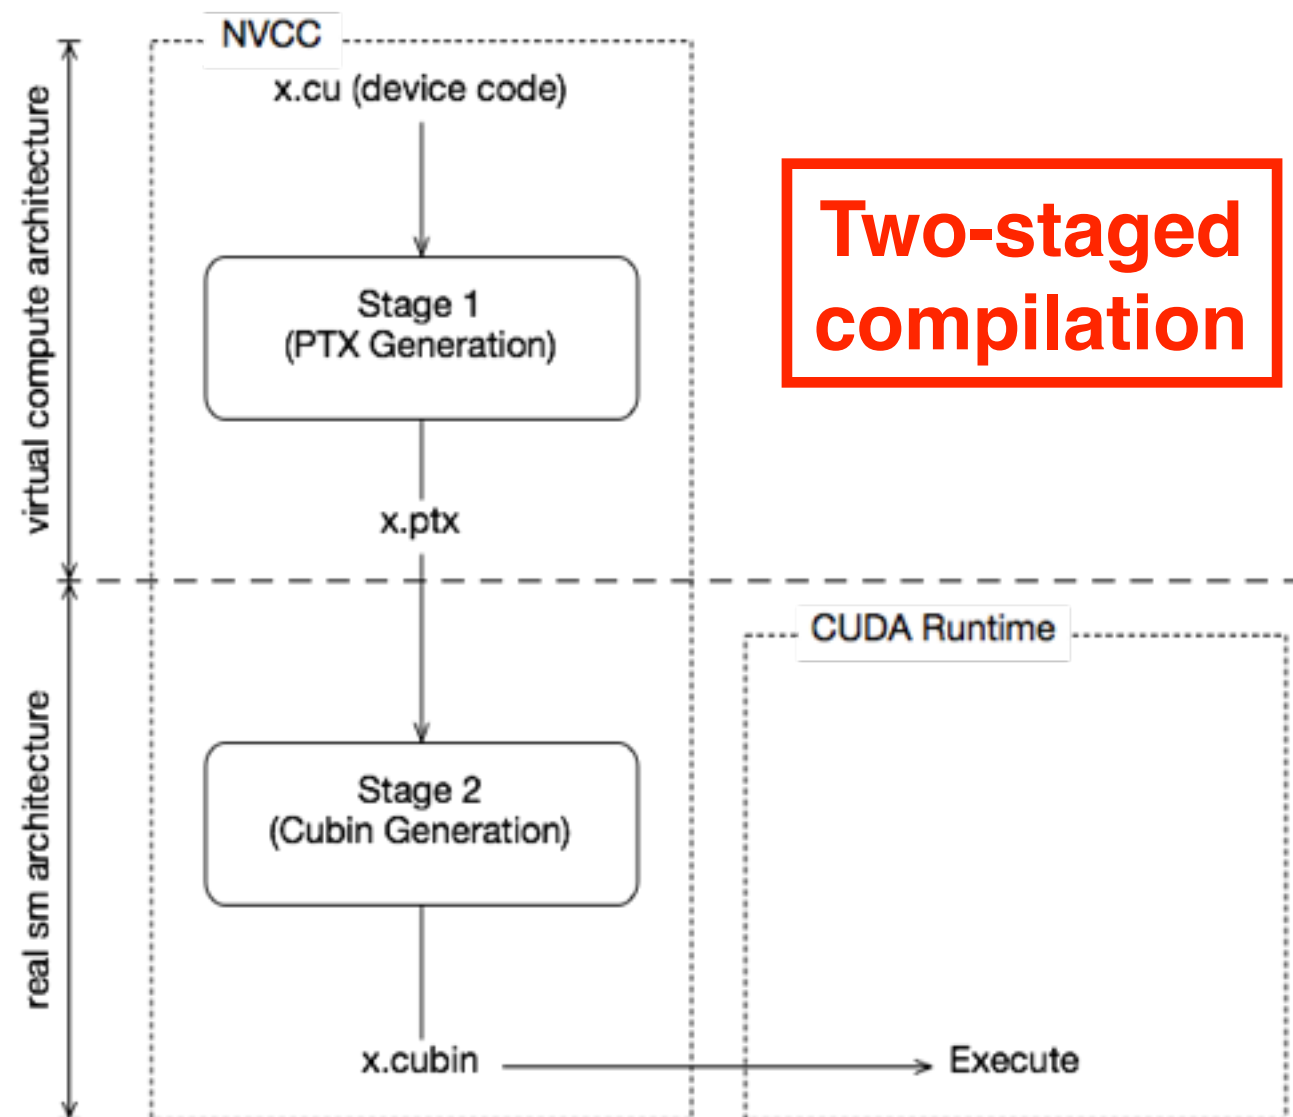 NVCC
x.cu (device code)
virtual compute architecture
Two-staged
compilation
Stage 1
(PTX Generation)
x.ptx
CUDA Runtime
real sm architecture
Stage 2
(Cubin Generation)
x.cubin
Execute